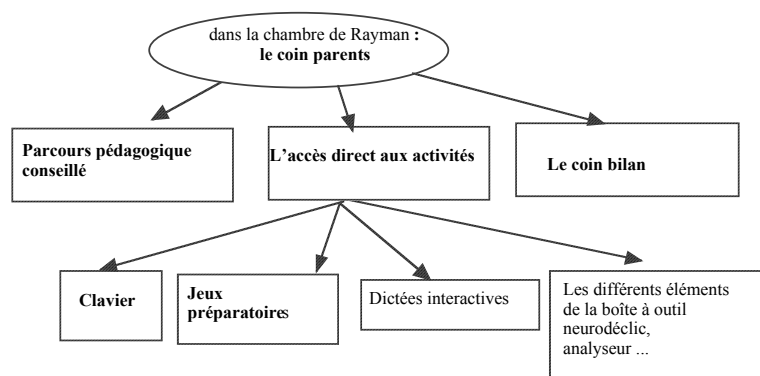 dans la chambre de Rayman :
le coin parents
Parcours pédagogique
conseillé
L'accès direct aux activités
Le coin bilan
Clavier
Jeux
préparatoires
Dictées interactives
Les différents éléments
de la boîte à outil
neurodéclic,
analyseur ...